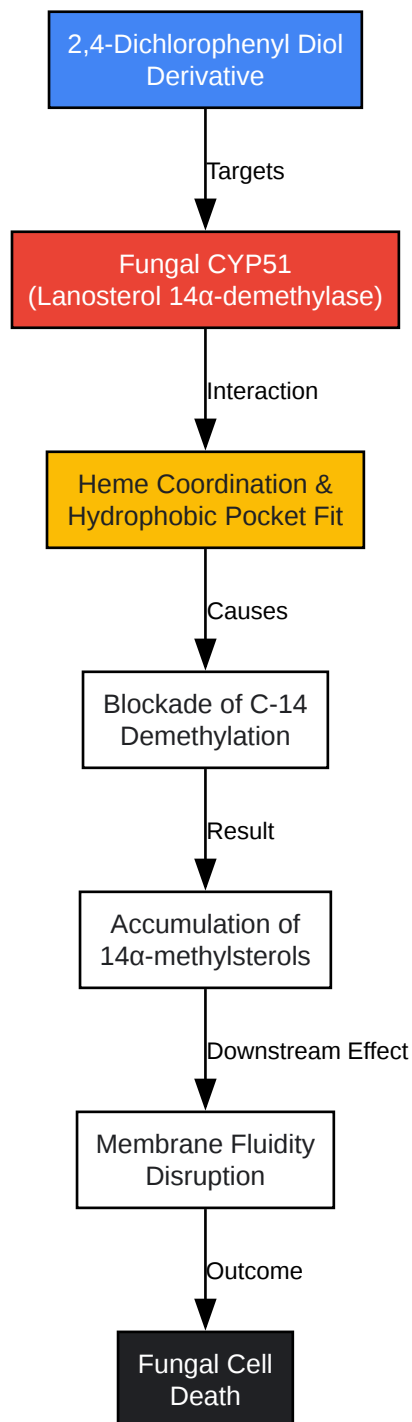 2,4-Dichlorophenyl Diol
Derivative
Targets
Fungal CYP51
(Lanosterol 14α-demethylase)
Interaction
Heme Coordination &
Hydrophobic Pocket Fit
Causes
Blockade of C-14
Demethylation
Result
Accumulation of
14α-methylsterols
Downstream Effect
Membrane Fluidity
Disruption
Outcome
Fungal Cell
Death